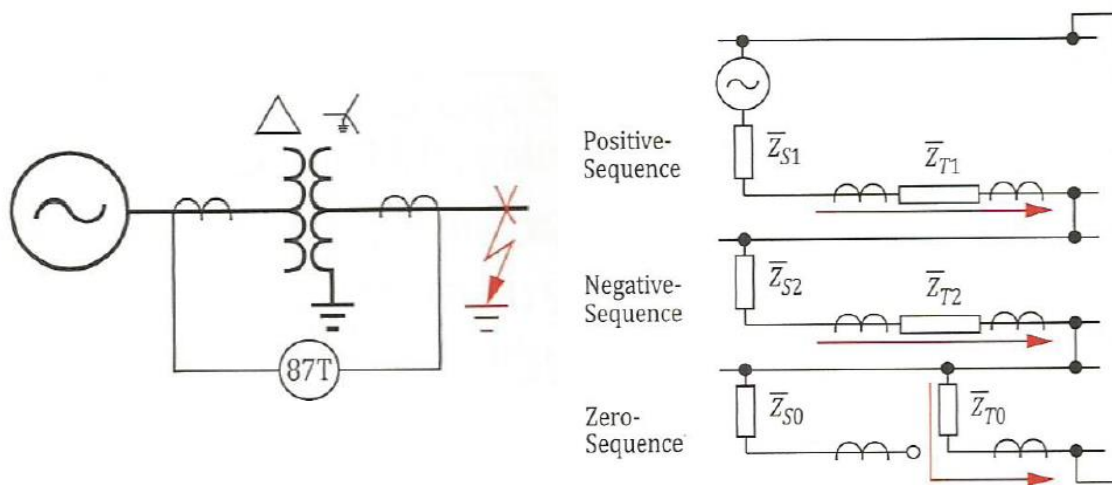 87T
Positive-
Sequence
Z̅S1
Z̅T1
Negative-
Sequence
Z̅S2
Z̅T2
Zero-
Sequence
Z̅S0
Z̅T0